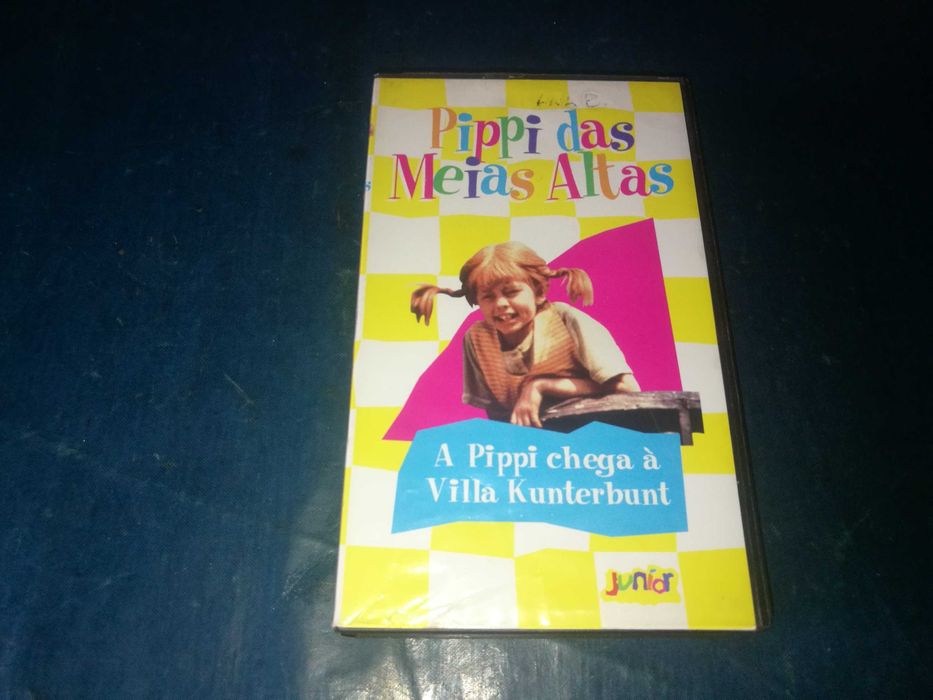 Pippi das
Meias Altas
A Pippi chega à
Villa Kunterbunt
junior